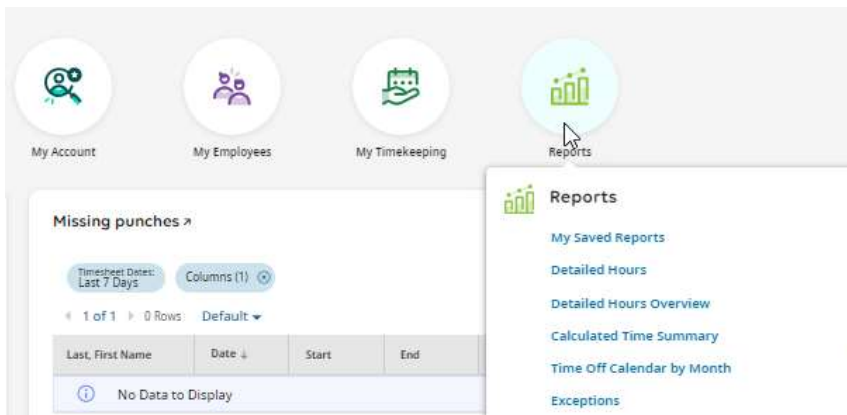 My Account
My Employees
My Timekeeping
Reports
Missing punches
Timesheet Dates:
Last 7 Days
Columns (1)
1 of 1
0 Rows
Default
Last, First Name
Date ↓
Start
End
No Data to Display
Reports
My Saved Reports
Detailed Hours
Detailed Hours Overview
Calculated Time Summary
Time Off Calendar by Month
Exceptions